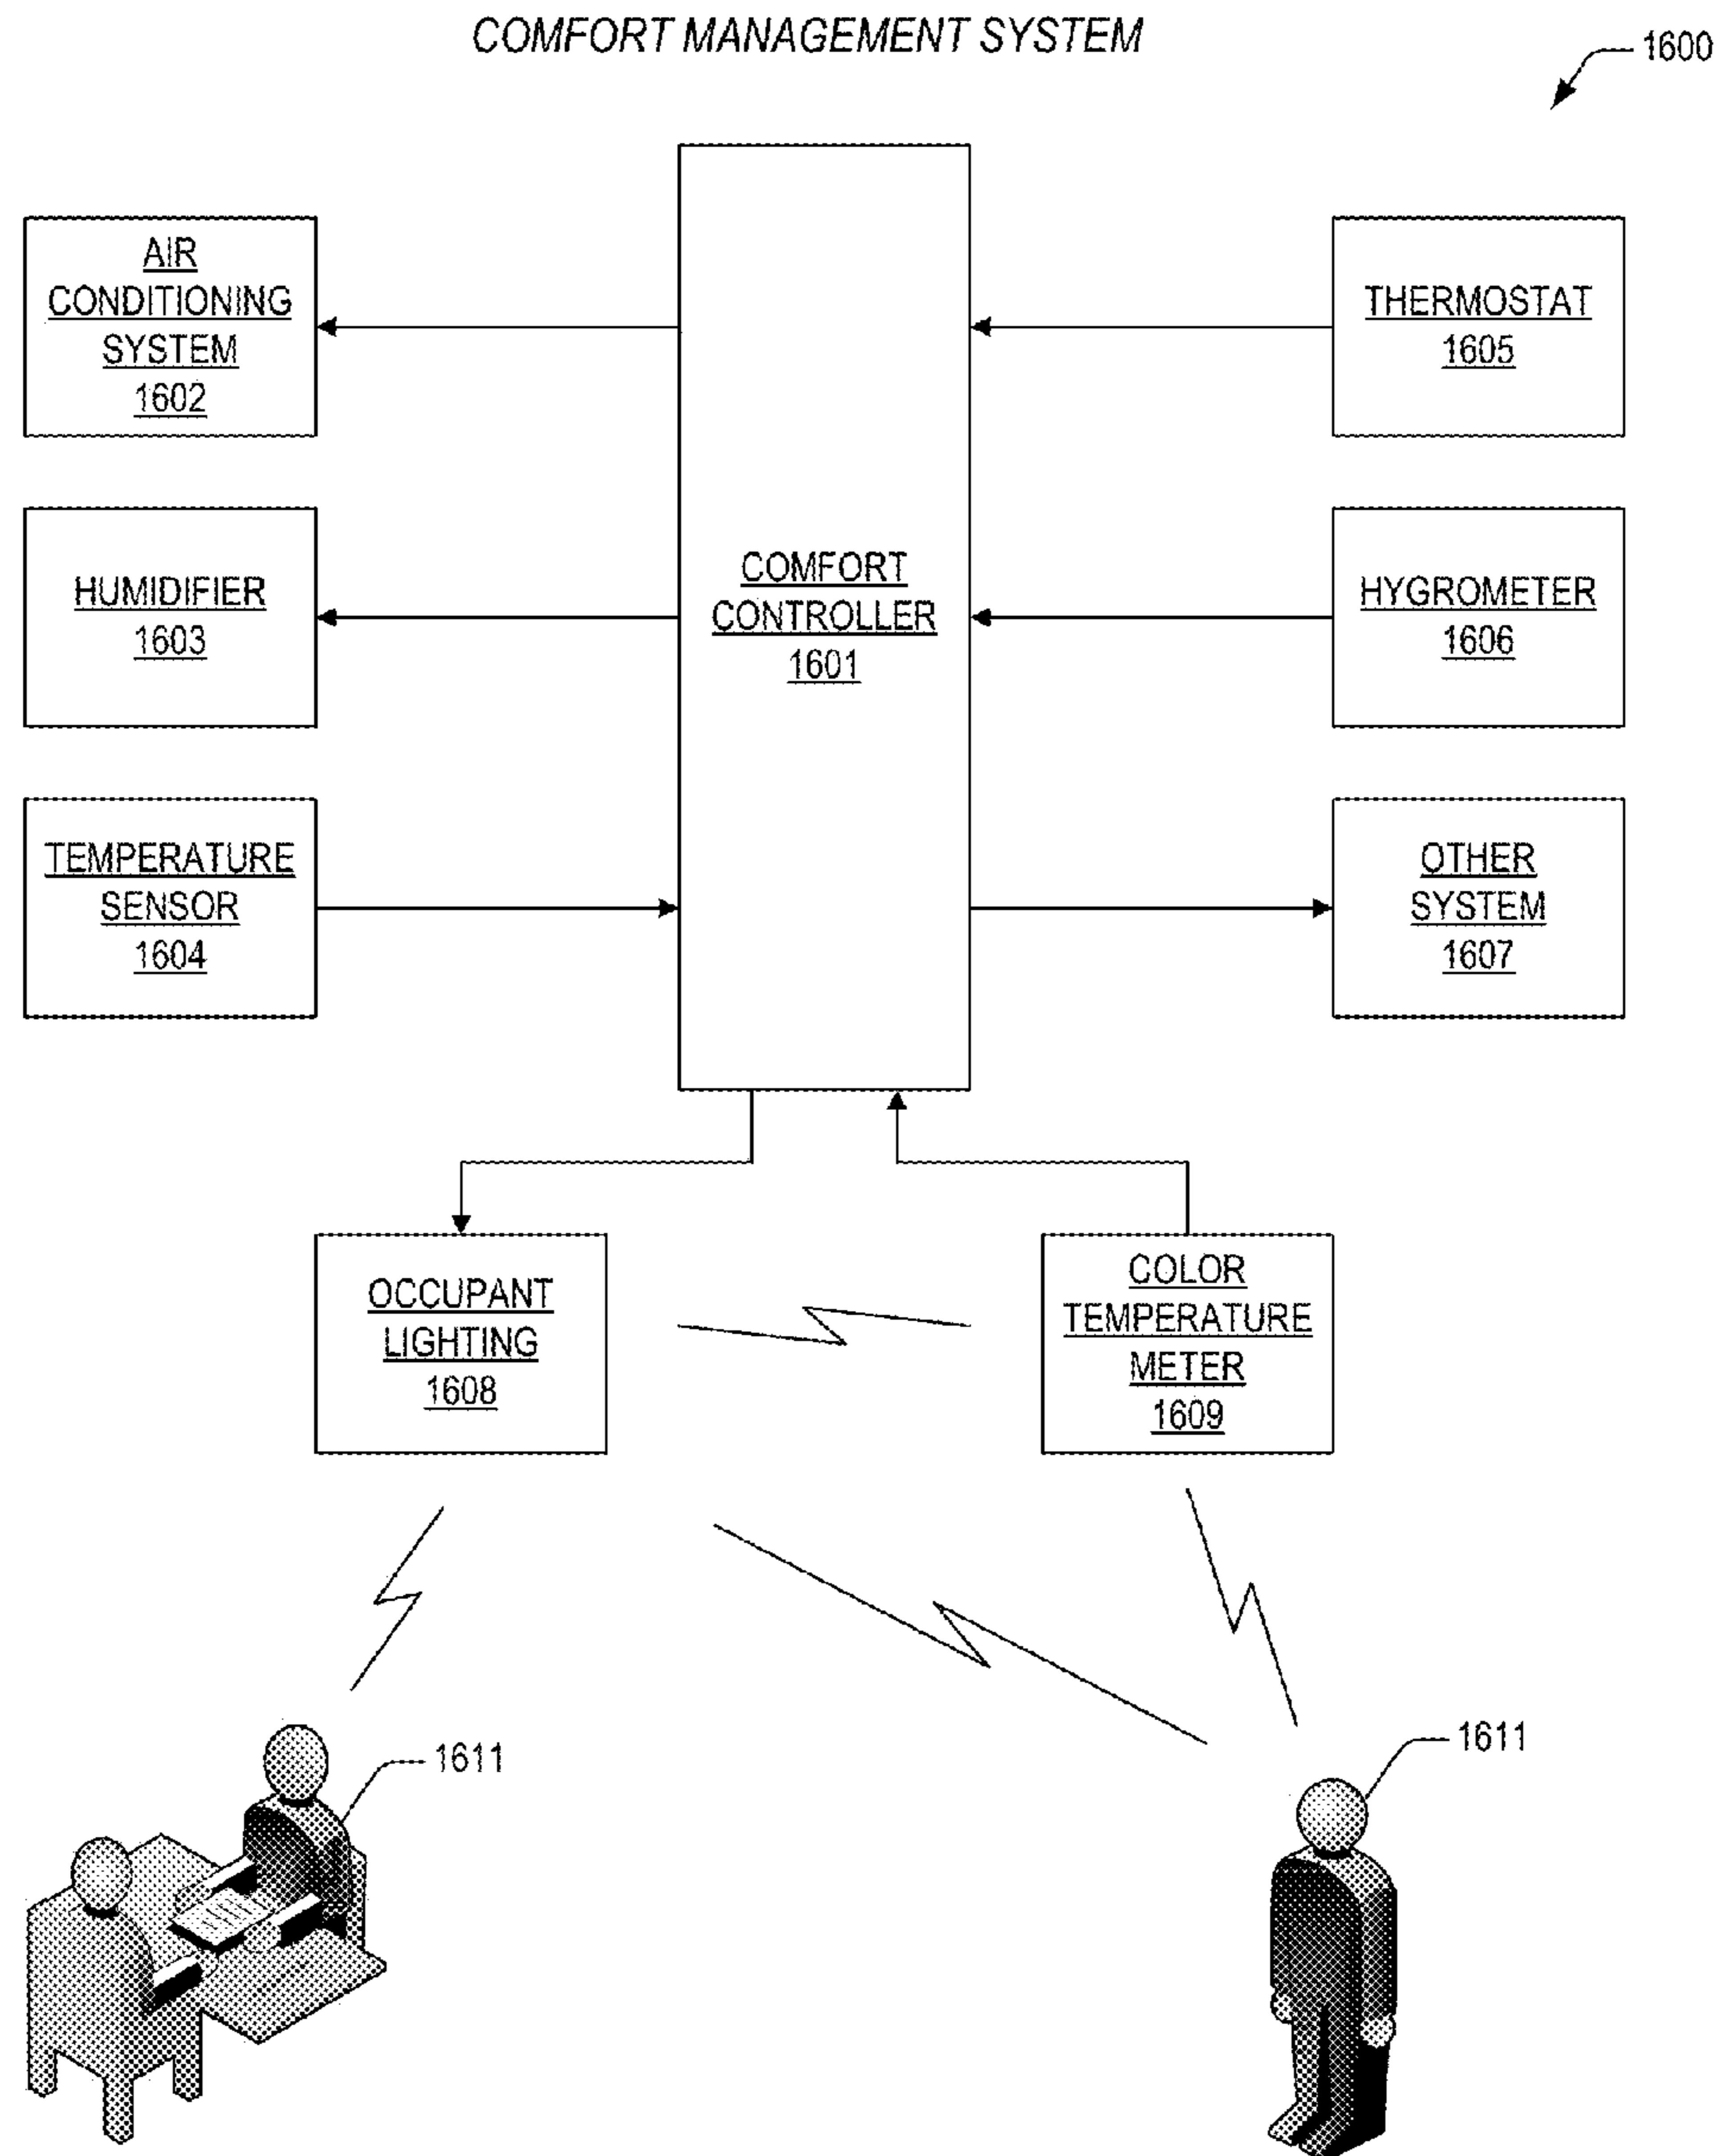 COMFORT MANAGEMENT SYSTEM
1600
AIR
CONDITIONING
SYSTEM
1602
THERMOSTAT
1605
HUMIDIFIER
1603
COMFORT
CONTROLLER
1601
HYGROMETER
1606
TEMPERATURE
SENSOR
1604
OTHER
SYSTEM
1607
OCCUPANT
LIGHTING
1608
COLOR
TEMPERATURE
METER
1609
1611
1611